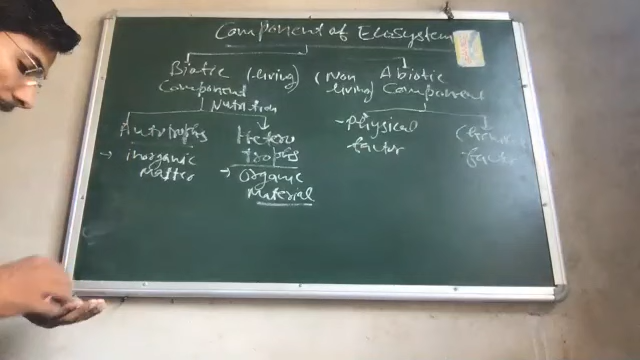 Component of Ecosystem
Biotic (living)
Component
(Non Abiotic
living) Component
Nutrition
Autotrophs
→ inorganic
matter
Hetero
trophs
→ Organic
Material
- Physical
factor
factor